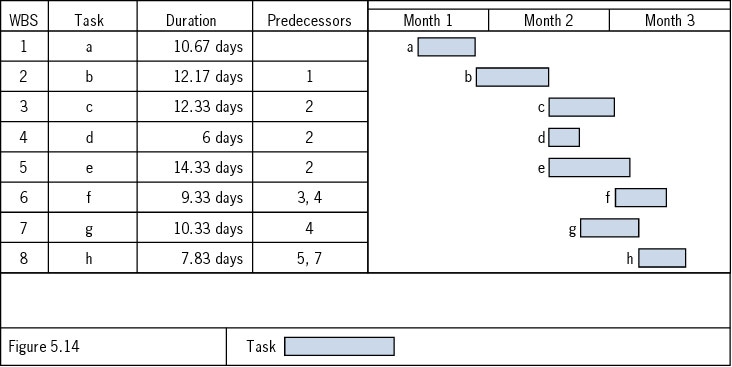 WBS Task Duration Predecessors Month 1 Month 2 Month 3
1 a 10.67 days a
2 b 12.17 days 1 b
3 c 12.33 days 2 c
4 d 6 days 2 d
5 e 14.33 days 2 e
6 f 9.33 days 3, 4 f
7 g 10.33 days 4 g
8 h 7.83 days 5, 7 h
Figure 5.14 Task